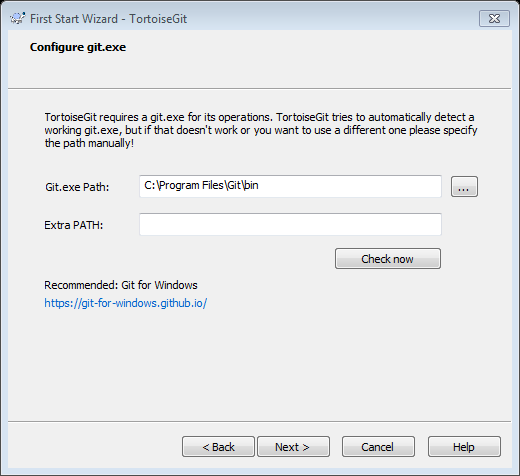 First Start Wizard - TortoiseGit
Configure git.exe
TortoiseGit requires a git.exe for its operations. TortoiseGit tries to automatically detect a
working git.exe, but if that doesn't work or you want to use a different one please specify
the path manually!
Git.exe Path: C:\Program Files\Git\bin ...
Extra PATH:
Check now
Recommended: Git for Windows
https://git-for-windows.github.io/
< Back Next > Cancel Help